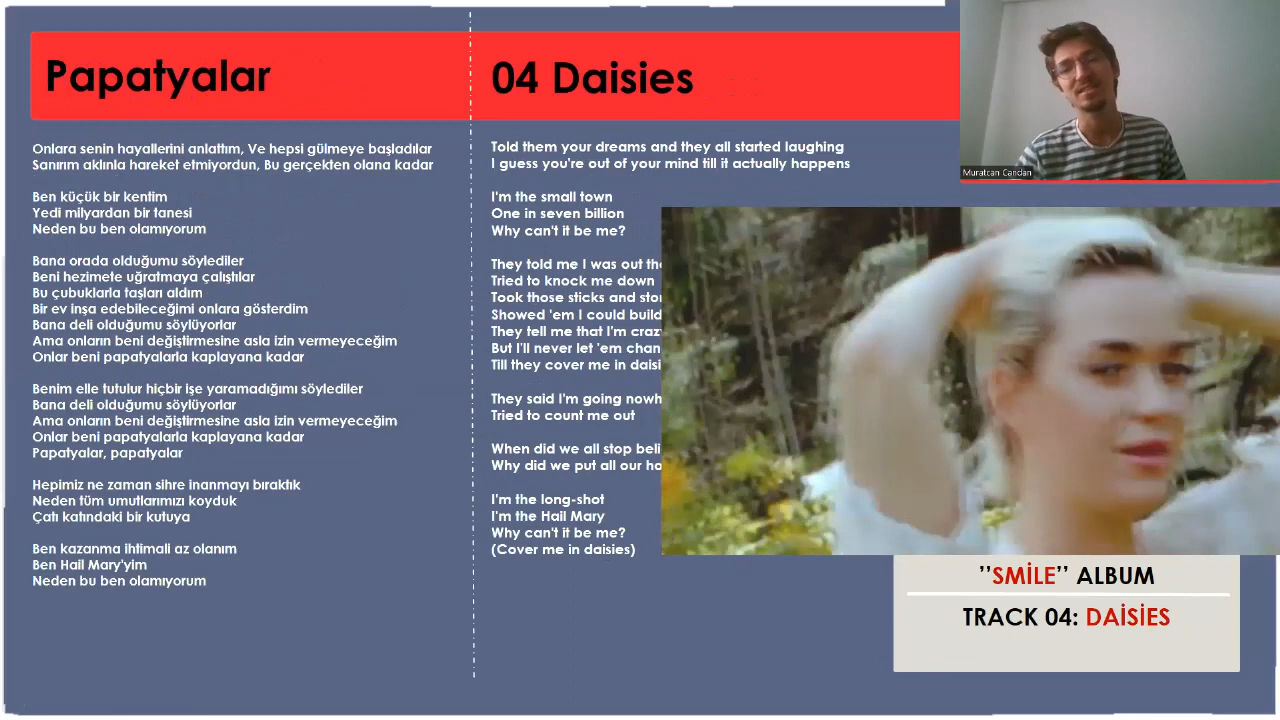 Papatyalar
Onlara senin hayallerini anlattım, Ve hepsi gülmeye başladılar
Sanırım aklınla hareket etmiyordun, Bu gerçekten olana kadar
Ben küçük bir kentim
Yedi milyardan bir tanesi
Neden bu ben olamıyorum
Bana orada olduğumu söylediler
Beni hezimete uğratmaya çalıştılar
Bu çubuklarla taşları aldım
Bir ev inşa edebileceğimi onlara gösterdim
Bana deli olduğumu söylüyorlar
Ama onların beni değiştirmesine asla izin vermeyeceğim
Onlar beni papatyalarla kaplayana kadar
Benim elle tutulur hiçbir işe yaramadığımı söylediler
Bana deli olduğumu söylüyorlar
Ama onların beni değiştirmesine asla izin vermeyeceğim
Onlar beni papatyalarla kaplayana kadar
Papatyalar, papatyalar
Hepimiz ne zaman sihre inanmayı bıraktık
Neden tüm umutlarımızı koyduk
Çatı katındaki bir kutuya
Ben kazanma ihtimali az olanım
Ben Hail Mary'yim
Neden bu ben olamıyorum
04 Daisies
Told them your dreams and they all started laughing
I guess you're out of your mind till it actually happens
I'm the small town
One in seven billion
Why can't it be me?
They told me I was out the
Tried to knock me down
Took those sticks and sto
Showed 'em I could build
They tell me that I'm craz
But I'll never let 'em chan
Till they cover me in daisi
They said I'm going nowh
Tried to count me out
When did we all stop beli
Why did we put all our ho
I'm the long-shot
I'm the Hail Mary
Why can't it be me?
(Cover me in daisies)
Muratcan Candan
’’SMİLE’’ ALBUM
TRACK 04: DAİSİES